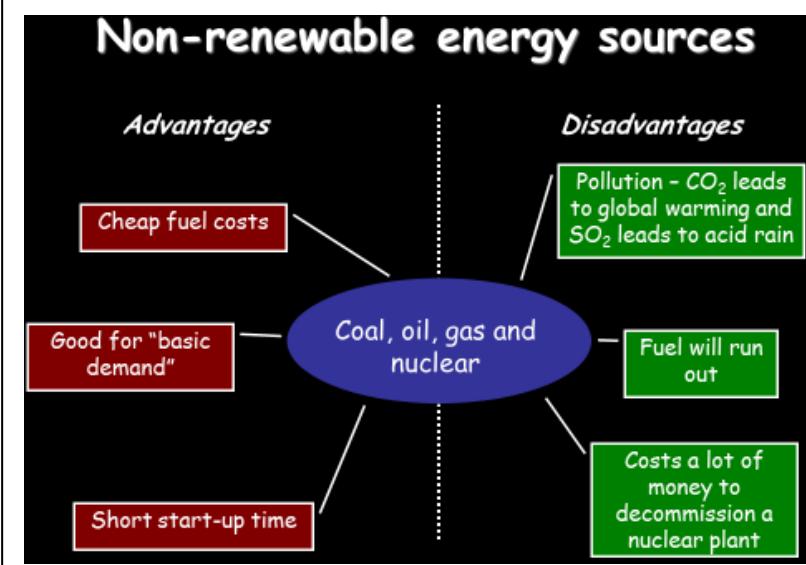 Non-renewable energy sources
Advantages
Disadvantages
Cheap fuel costs
Good for “basic
demand”
Short start-up time
Coal, oil, gas and
nuclear
Pollution – CO₂ leads
to global warming and
SO₂ leads to acid rain
Fuel will run
out
Costs a lot of
money to
decommission a
nuclear plant